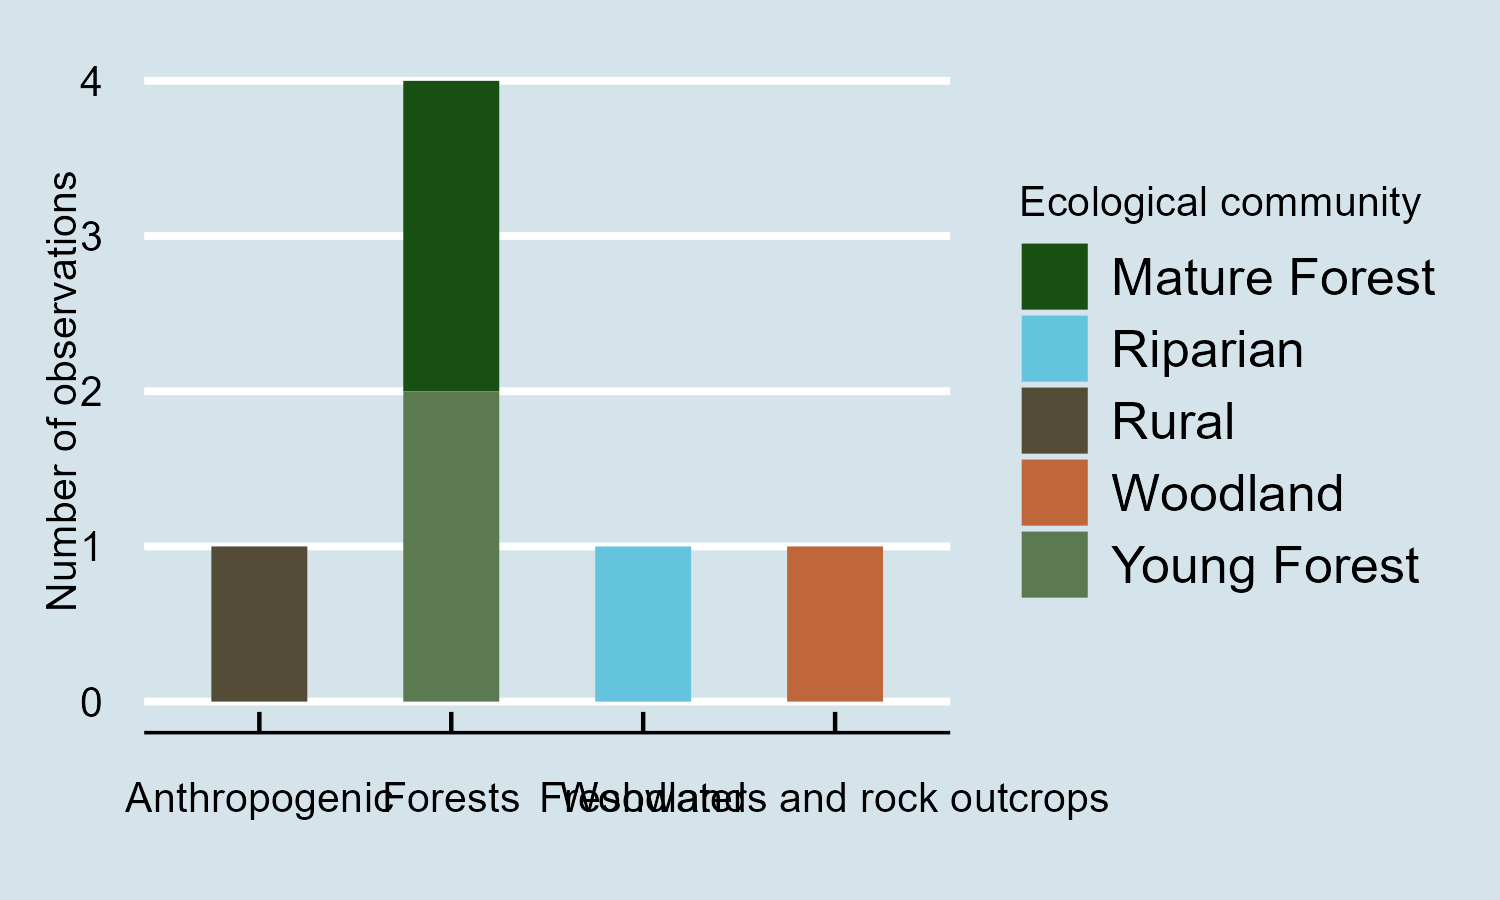 4
3
2
1
0
Number of observations
Anthropogenic
Forests
Freshwater
Woodlands and rock outcrops
Ecological community
Mature Forest
Riparian
Rural
Woodland
Young Forest